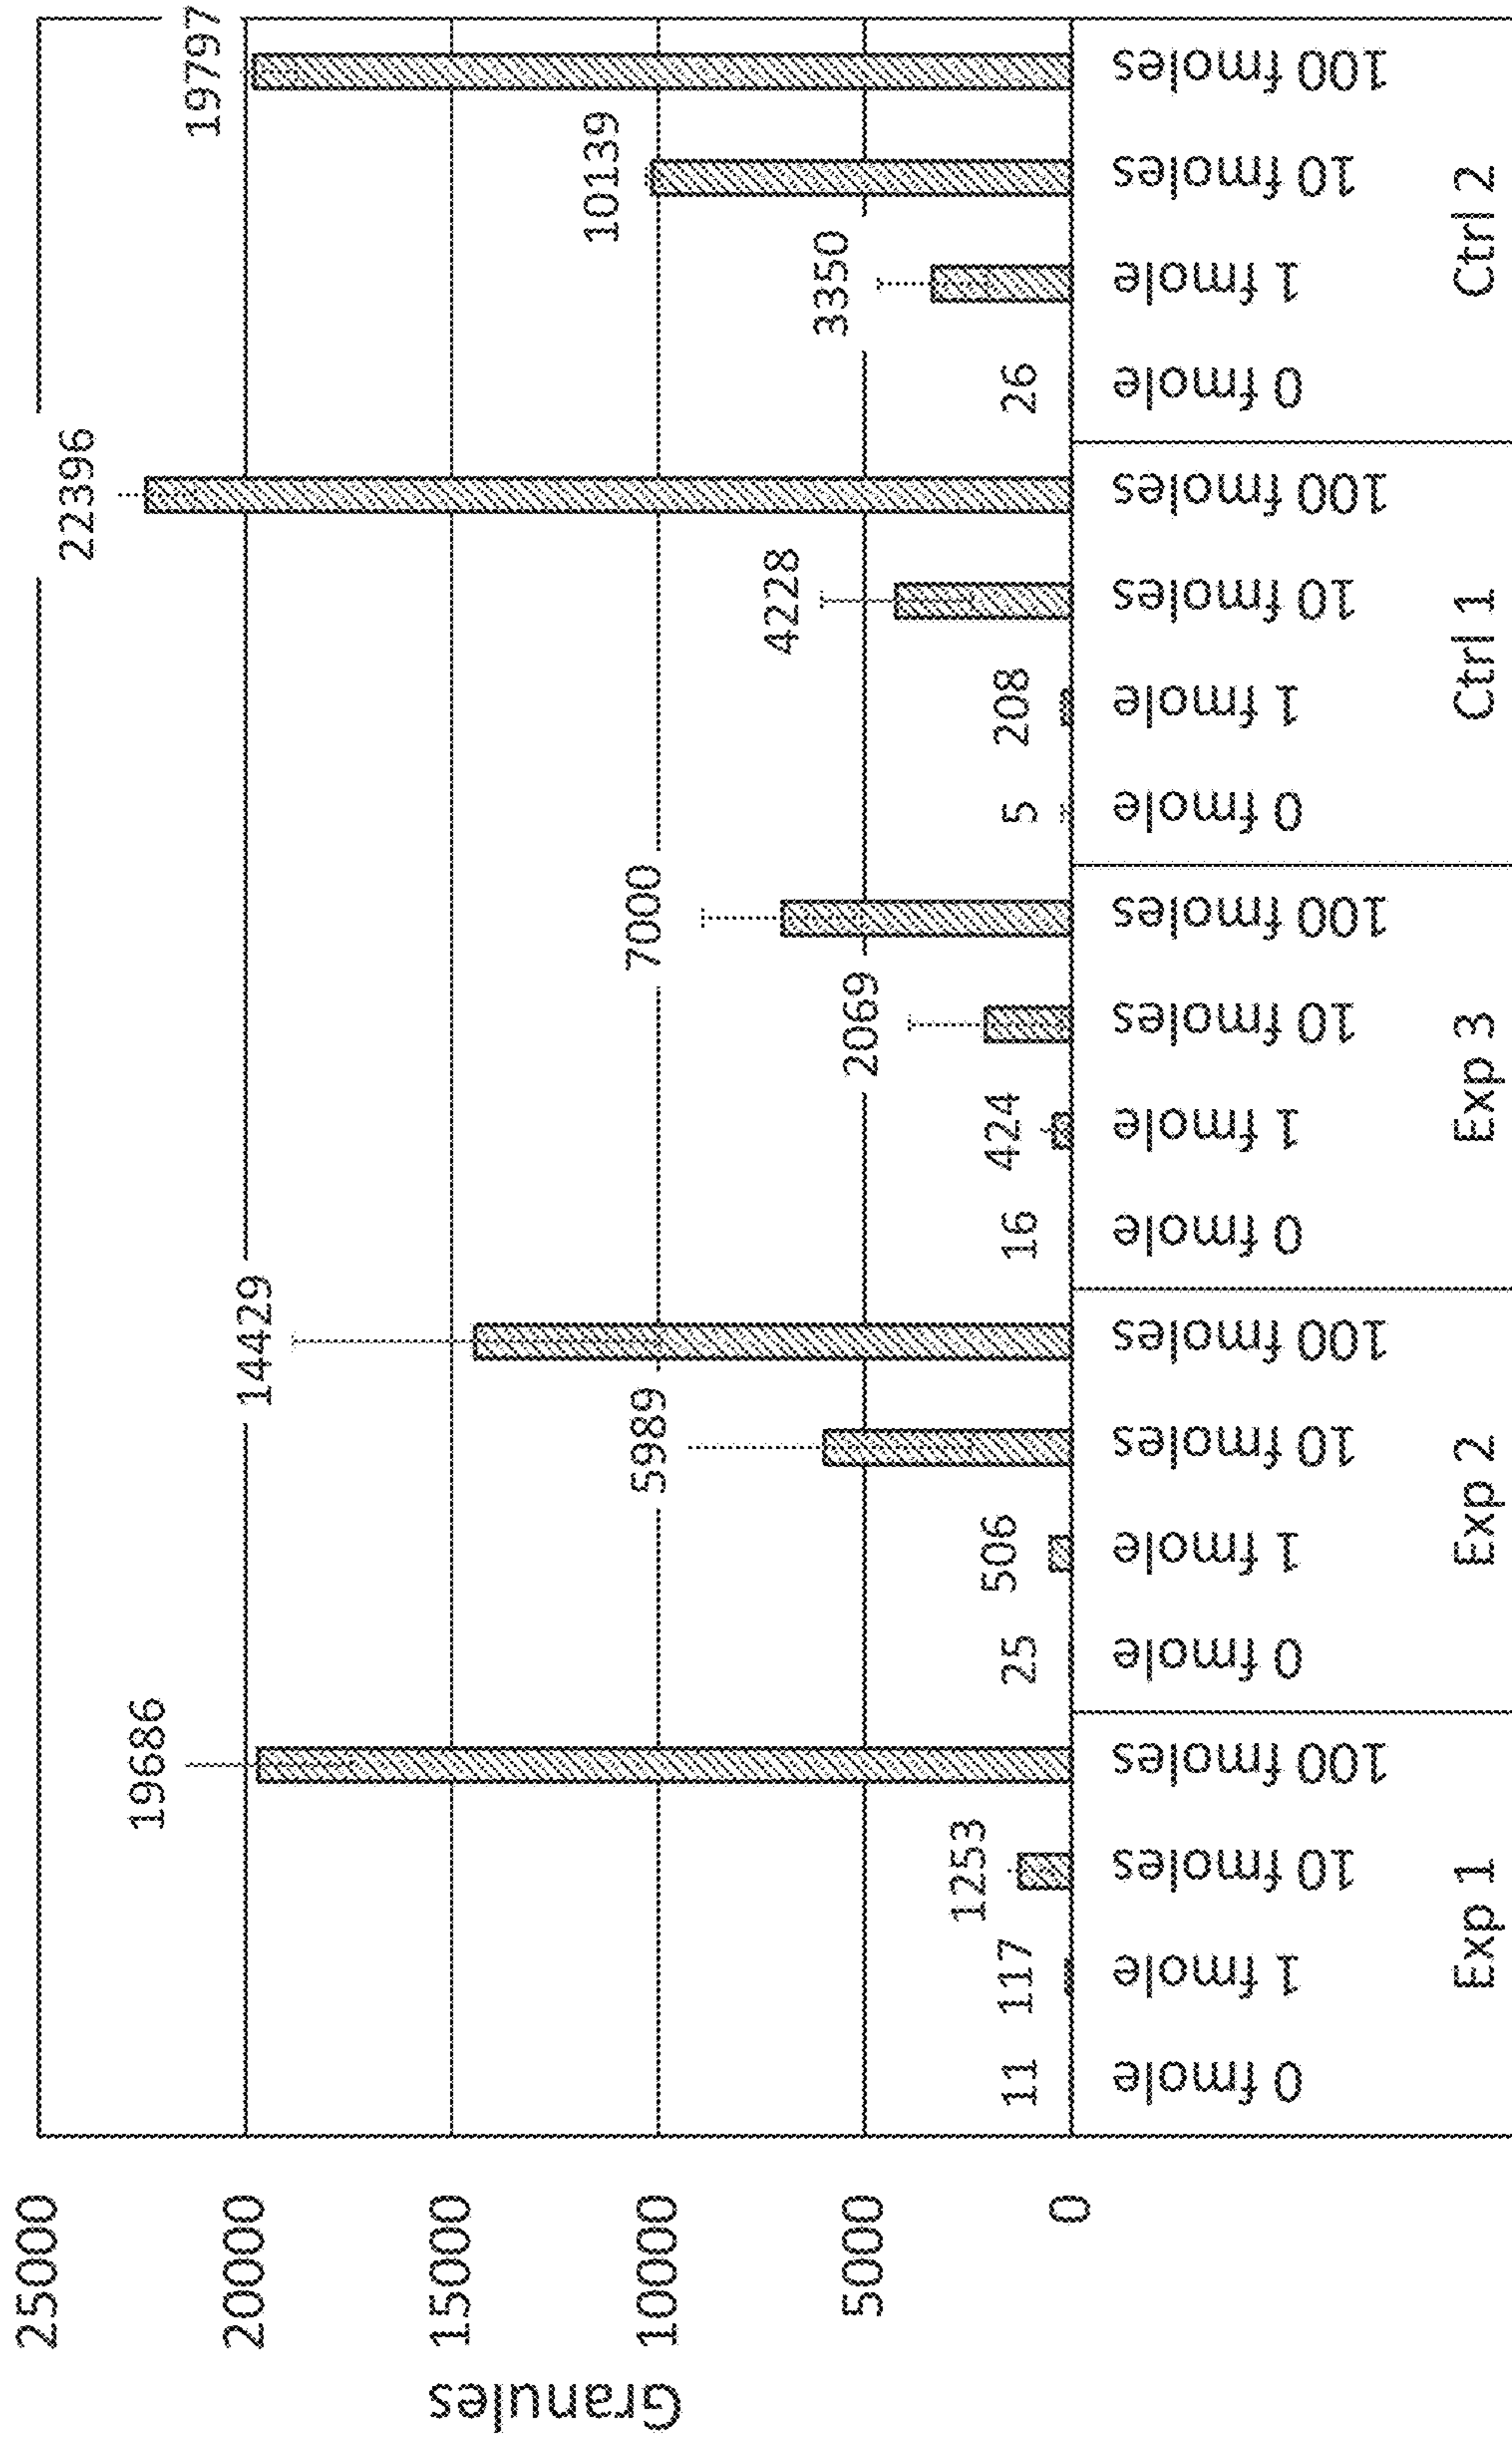 Granules
25000
20000
15000
10000
5000
0
11
117
1253
19686
25
506
5989
14429
16
424
2069
7000
5
208
4228
22396
26
3350
10139
19797
0 fmole
1 fmole
10 fmoles
100 fmoles
0 fmole
1 fmole
10 fmoles
100 fmoles
0 fmole
1 fmole
10 fmoles
100 fmoles
0 fmole
1 fmole
10 fmoles
100 fmoles
0 fmole
1 fmole
10 fmoles
100 fmoles
Exp 1
Exp 2
Exp 3
Ctrl 1
Ctrl 2